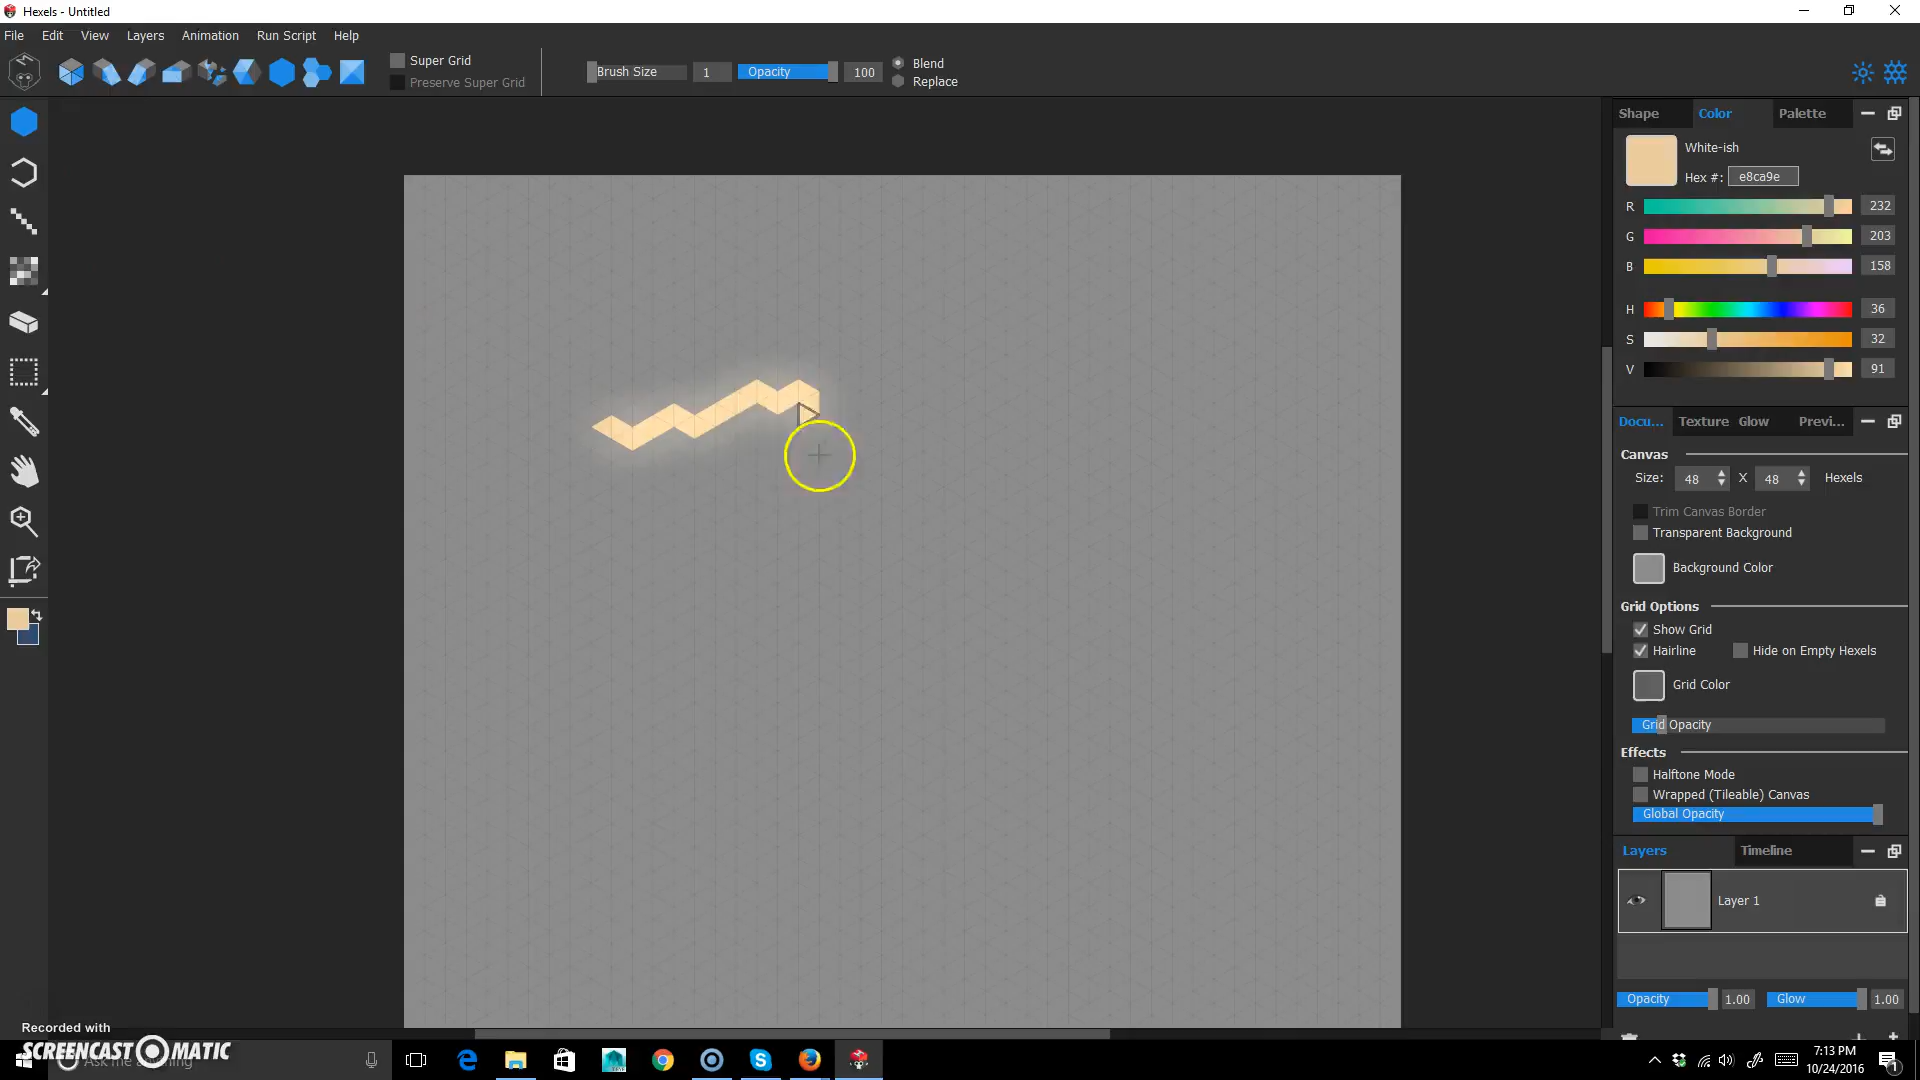 Hexels - Untitled
File Edit View Layers Animation Run Script Help
Super Grid
Preserve Super Grid
Brush Size 1 Opacity 100
Blend
Replace
Shape Color Palette
White-ish
Hex #: e8ca9e
R 232
G 203
B 158
H 36
S 32
V 91
Docu... Texture Glow Previ...
Canvas
Size: 48 X 48 Hexels
Trim Canvas Border
Transparent Background
Background Color
Grid Options
Show Grid
Hairline Hide on Empty Hexels
Grid Color
Grid Opacity
Effects
Halftone Mode
Wrapped (Tileable) Canvas
Global Opacity
Layers Timeline
Layer 1
Opacity 1.00 Glow 1.00
Recorded with
SCREENCAST MATIC
Ask me anything
7:13 PM
10/24/2016
1